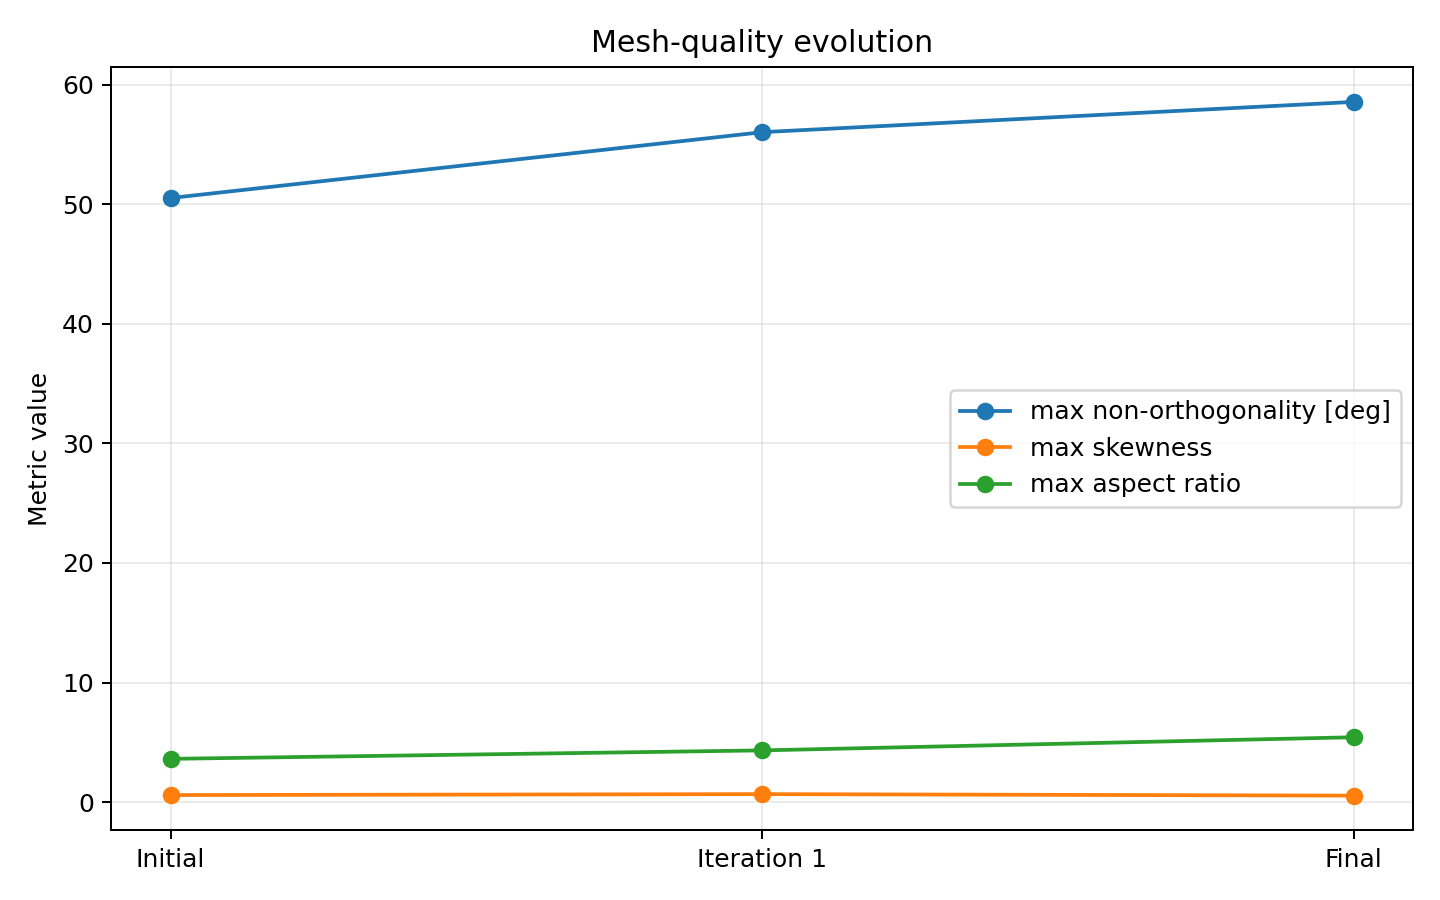 Mesh-quality evolution
Metric value
60
50
40
30
20
10
0
max non-orthogonality [deg]
max skewness
max aspect ratio
Initial
Iteration 1
Final